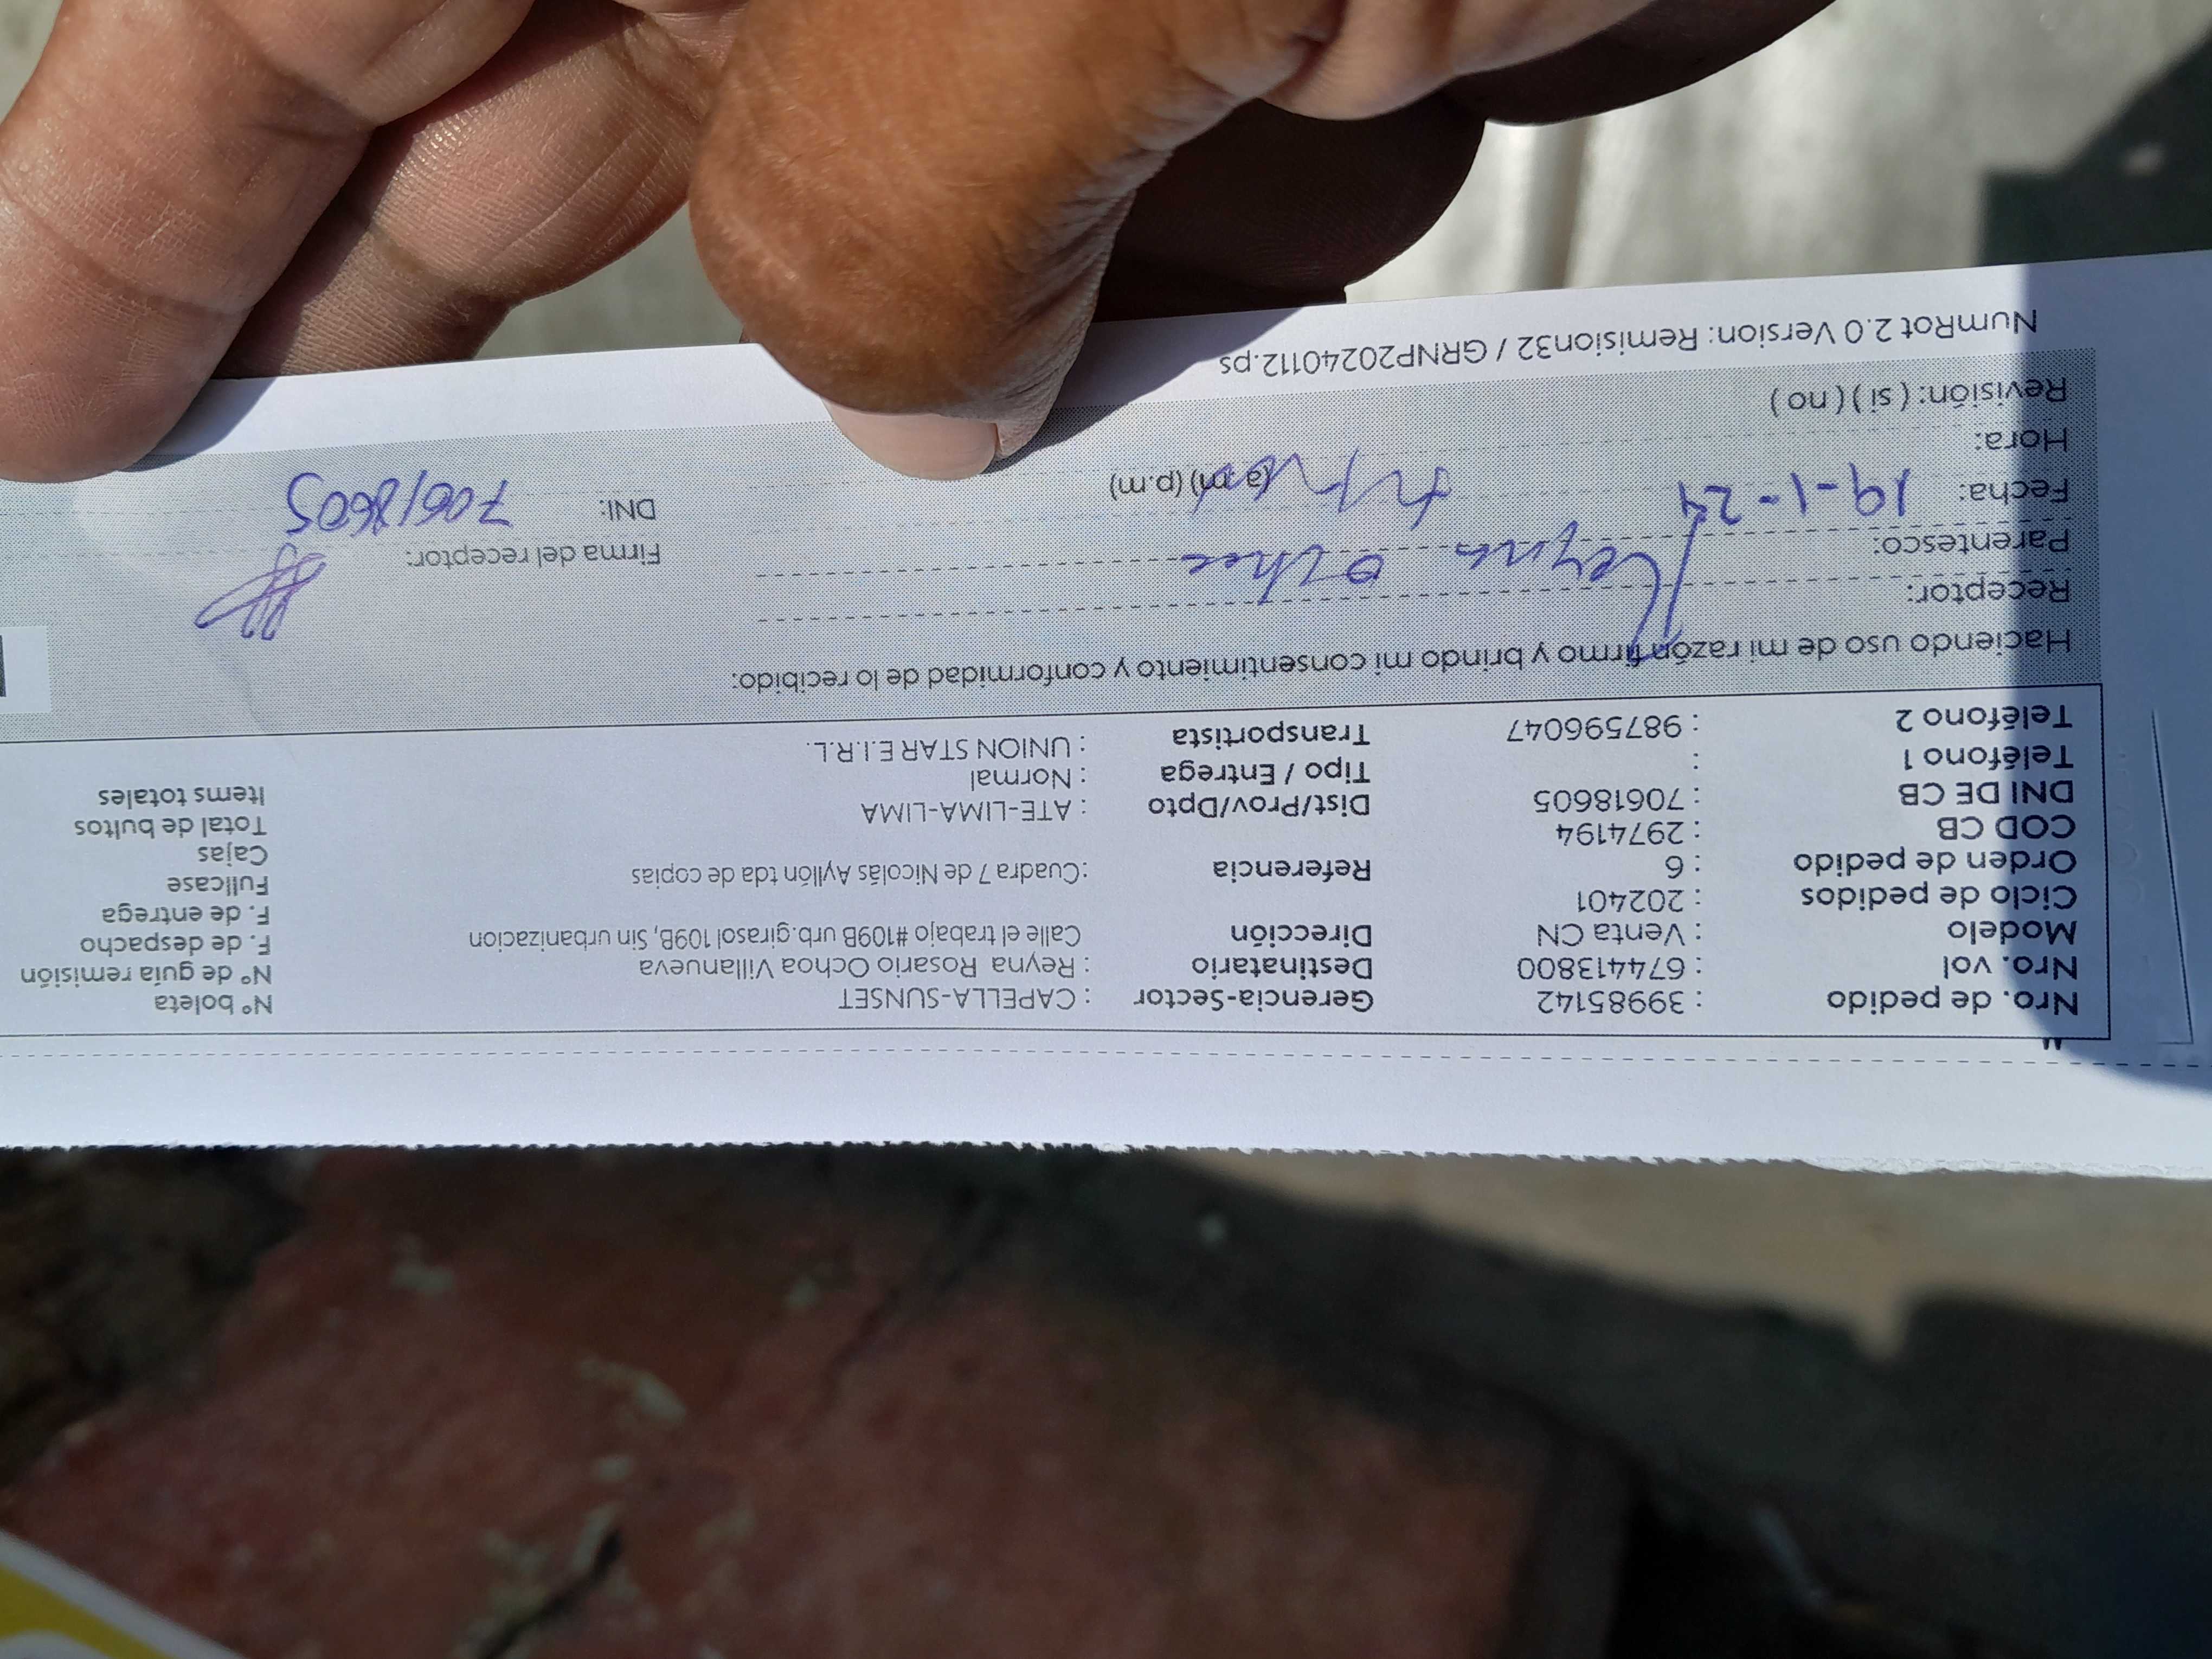 Nro. de pedido : 39985142 Gerencia-Sector : CAPELLA-SUNSET N° boleta
Nro. vol : 674413800 Destinatario : Reyna Rosario Ochoa Villanueva N° de guía remisión
Modelo : Venta CN Dirección Calle el trabajo #109B urb.girasol 109B, Sin urbanizacion F. de despacho
Ciclo de pedidos : 202401 F. de entrega
Orden de pedido : 6 Referencia :Cuadra 7 de Nicolás Ayllón tda de copias Fullcase
COD CB : 2974194 Cajas
DNI DE CB : 70618605 Dist/Prov/Dpto : ATE-LIMA-LIMA Total de bultos
Teléfono 1 : Tipo / Entrega : Normal Items totales
Teléfono 2 : 987596047 Transportista : UNION STAR E.I.R.L.
Haciendo uso de mi razón firmo y brindo mi consentimiento y conformidad de lo recibido:
Receptor: Reyna Ochoa
Parentesco: Firma del receptor:
Fecha: 19-1-24 DNI: 70618605
Hora: (a.m) (p.m)
Revisión: ( si ) ( no )
NumRot 2.0 Version: Remision32 / GRNP20240112.ps